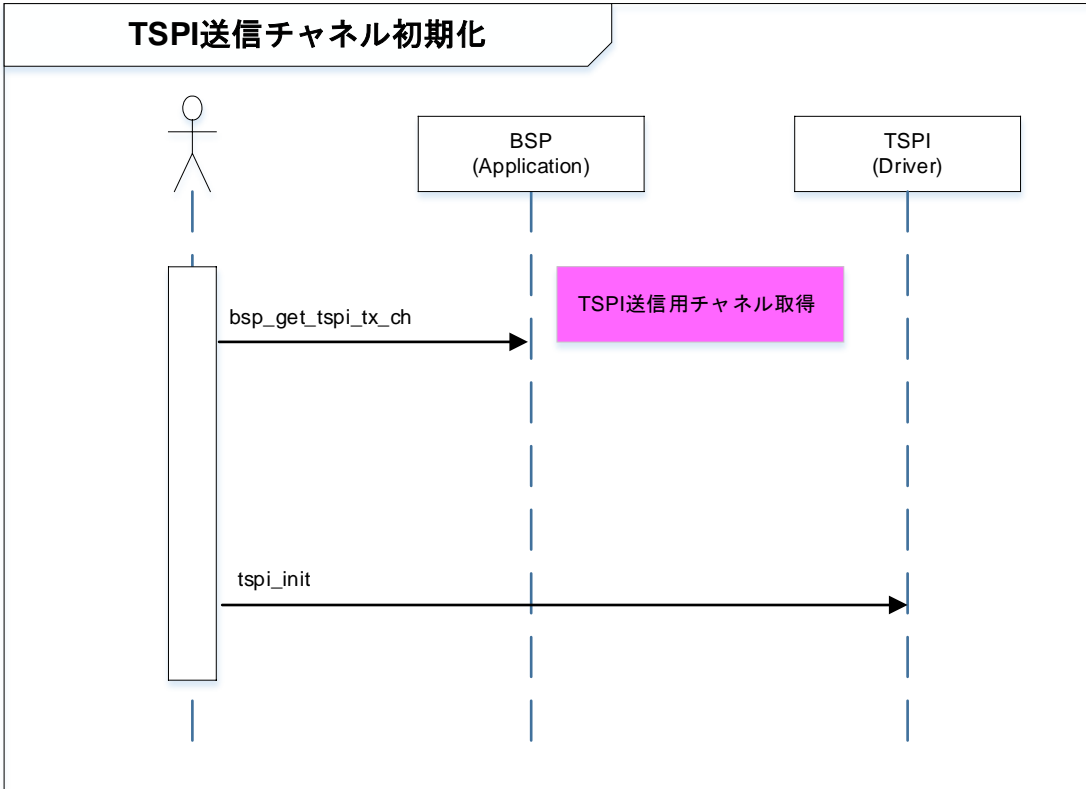 TSPI送信チャネル初期化
BSP
(Application)
TSPI
(Driver)
TSPI送信用チャネル取得
bsp_get_tspi_tx_ch
tspi_init